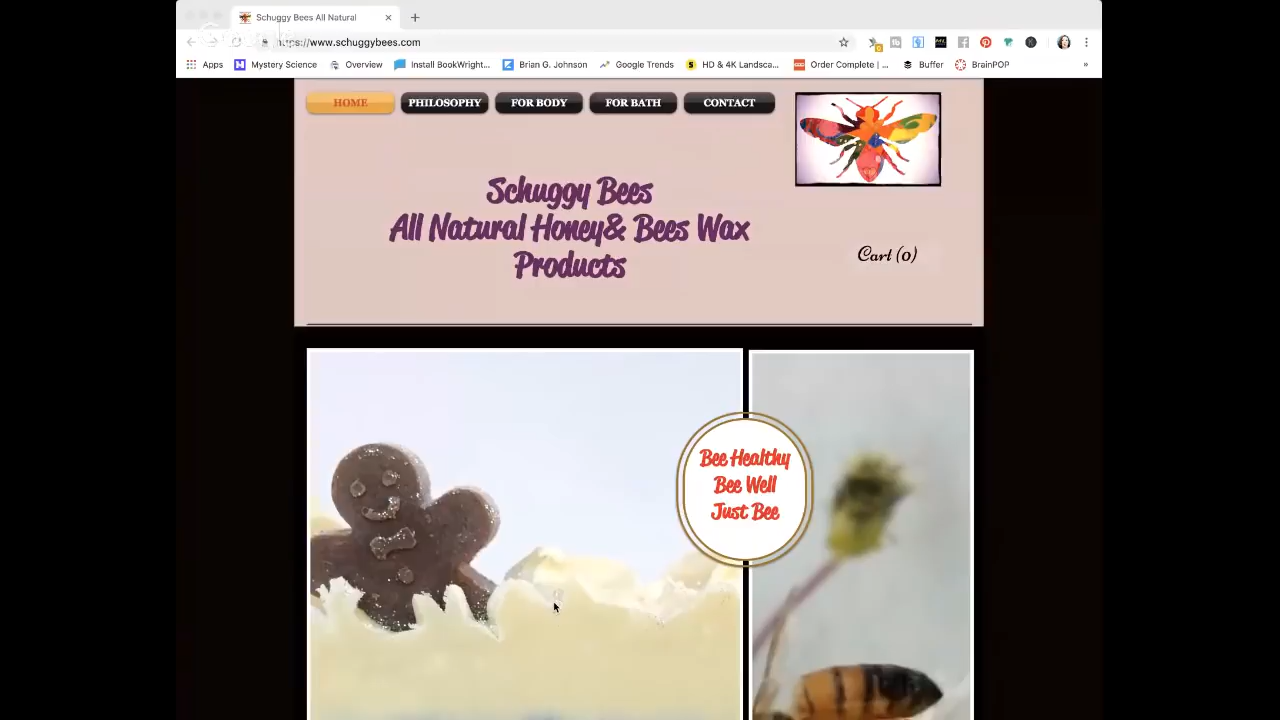 Schuggy Bees All Natural
https://www.schuggybees.com
Apps
Mystery Science
Overview
Install BookWright...
Brian G. Johnson
Google Trends
HD & 4K Landsca...
Order Complete |...
Buffer
BrainPOP
»
HOME
PHILOSOPHY
FOR BODY
FOR BATH
CONTACT
Schuggy Bees
All Natural Honey& Bees Wax
Products
Cart (0)
Bee Healthy
Bee Well
Just Bee